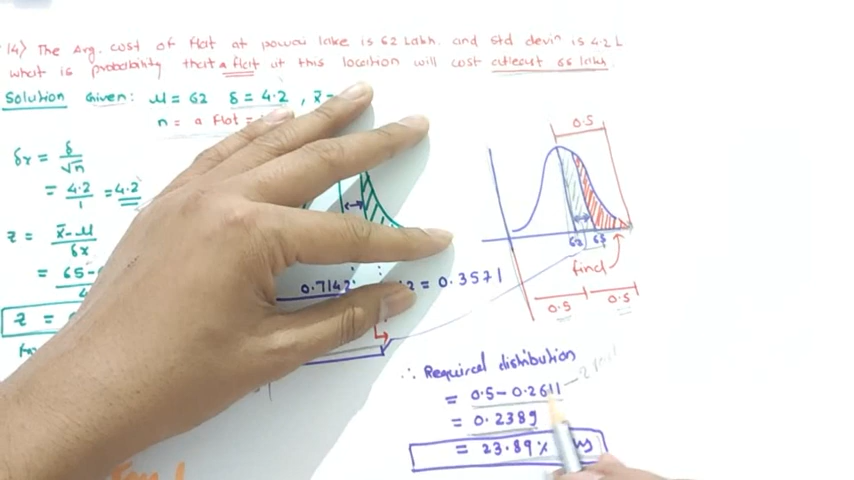 14) The Avg. cost of flat at powai lake is 62 Lakh. and std devin is 4.2 L
what is probability that a flat at this location will cost atleast 65 lakh.
Solution Given: μ = 62 δ = 4.2 , x̄ =
n = a flat =
δx = δ/√n
= 4.2/1 = 4.2
z = x̄-μ/δx
= 65-
z =
0.7142
2 = 0.3571
0.5
62 65
find
0.5 0.5
∴ Required distribution
= 0.5 - 0.2611
= 0.2389
= 23.89%